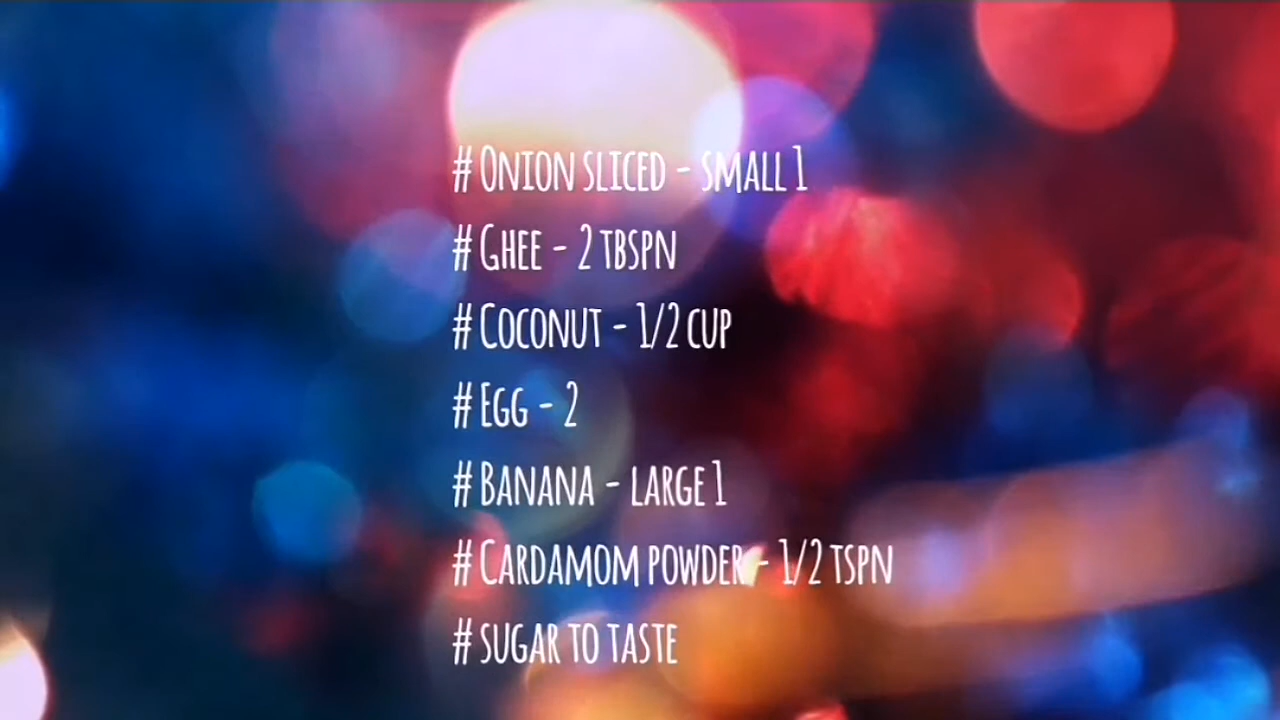 # Onion sliced - small 1
# Ghee - 2 tbspn
# Coconut - 1/2 cup
# Egg - 2
# Banana - large 1
# Cardamom powder - 1/2 tspn
# sugar to taste